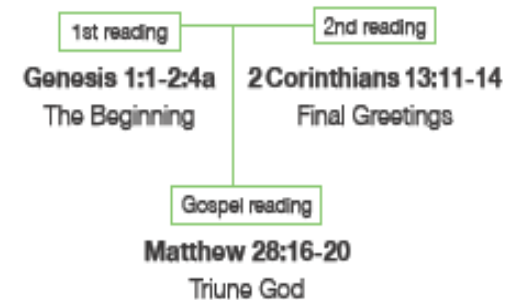 1st reading
Genesis 1:1-2:4a
The Beginning
2nd reading
2 Corinthians 13:11-14
Final Greetings
Gospel reading
Matthew 28:16-20
Triune God